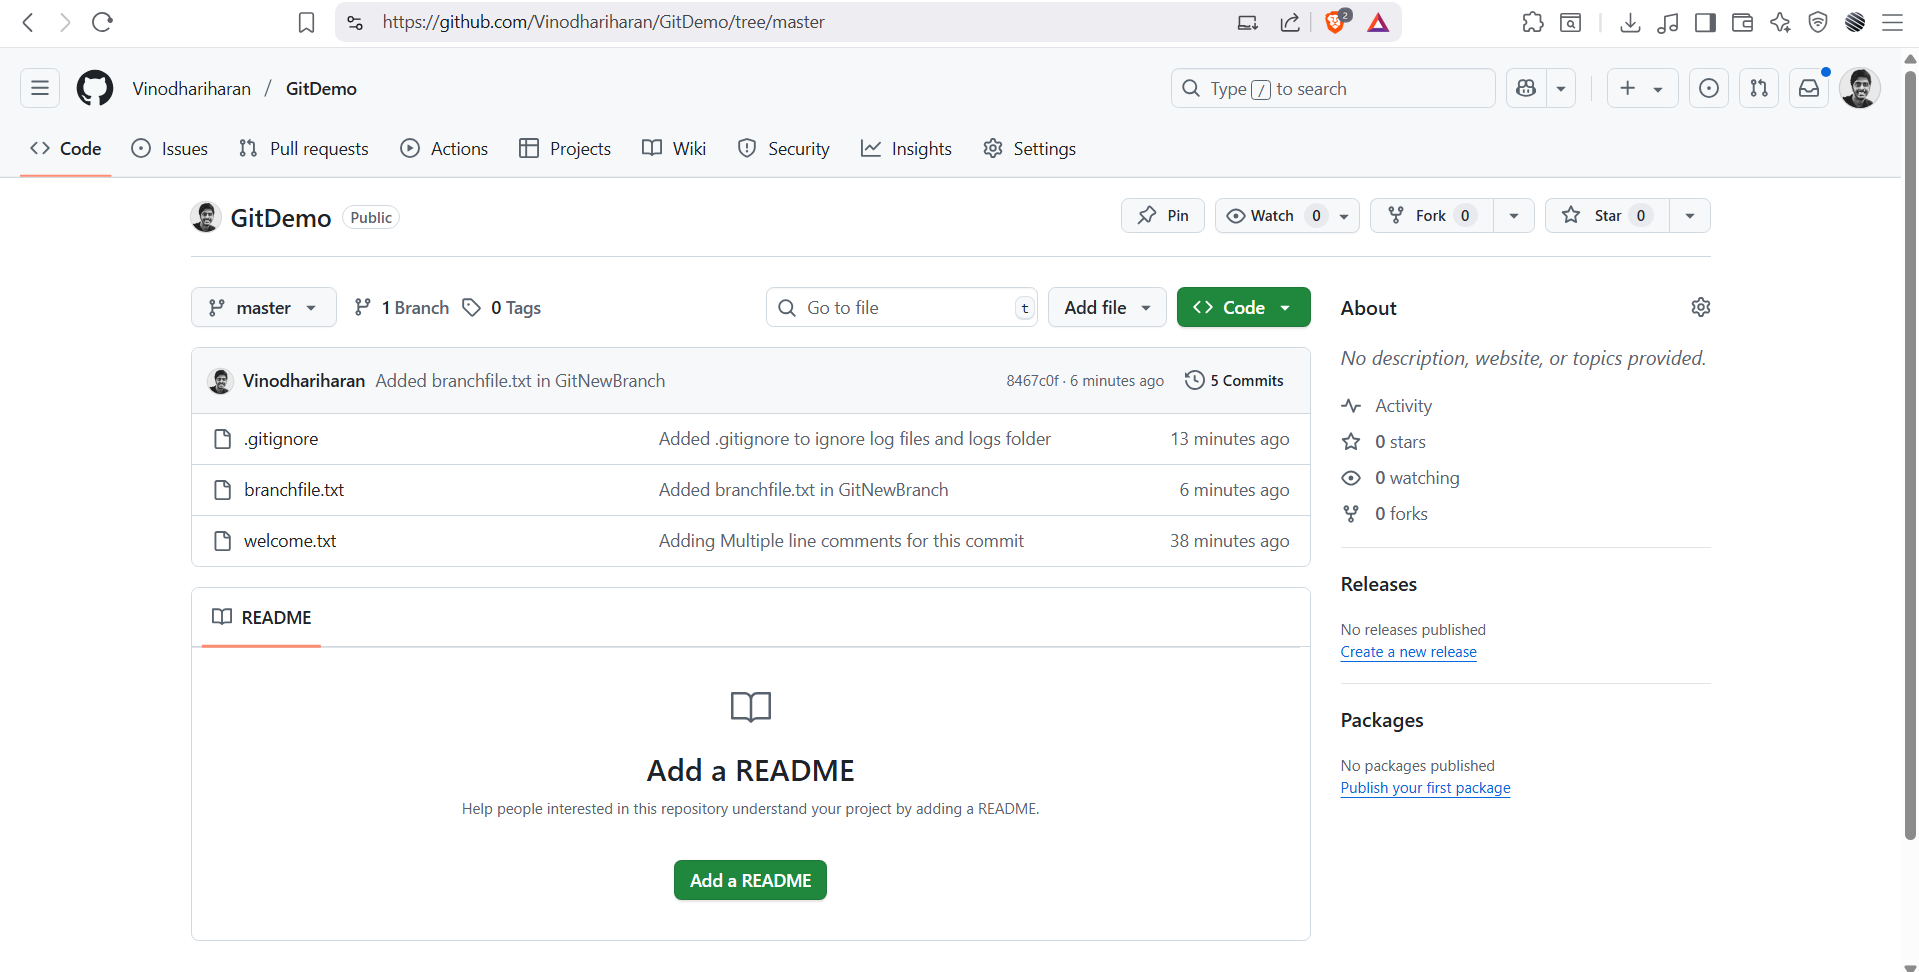 https://github.com/Vinodhariharan/GitDemo/tree/master
2
Vinodhariharan / GitDemo
Type / to search
Code Issues Pull requests Actions Projects Wiki Security Insights Settings
GitDemo Public
Pin Watch 0 Fork 0 Star 0
master 1 Branch 0 Tags
Go to file t Add file Code
Vinodhariharan Added branchfile.txt in GitNewBranch 8467c0f · 6 minutes ago 5 Commits
.gitignore Added .gitignore to ignore log files and logs folder 13 minutes ago
branchfile.txt Added branchfile.txt in GitNewBranch 6 minutes ago
welcome.txt Adding Multiple line comments for this commit 38 minutes ago
README
Add a README
Help people interested in this repository understand your project by adding a README.
Add a README
About
No description, website, or topics provided.
Activity
0 stars
0 watching
0 forks
Releases
No releases published
Create a new release
Packages
No packages published
Publish your first package